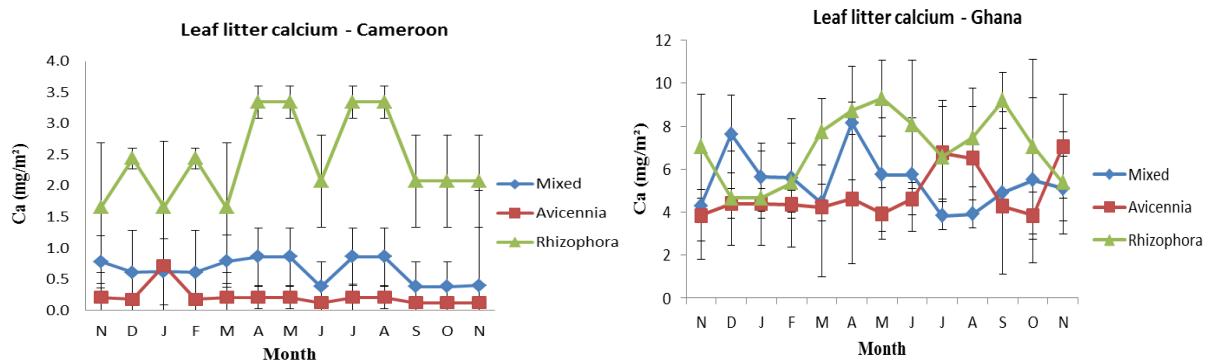 Leaf litter calcium - Cameroon
Ca (mg/m²)
4.0
3.5
3.0
2.5
2.0
1.5
1.0
0.5
0.0
N D J F M A M J J A S O N
Month
Mixed
Avicennia
Rhizophora
Leaf litter calcium - Ghana
Ca (mg/m²)
12
10
8
6
4
2
0
N D J F M A M J J A S O N
Month
Mixed
Avicennia
Rhizophora